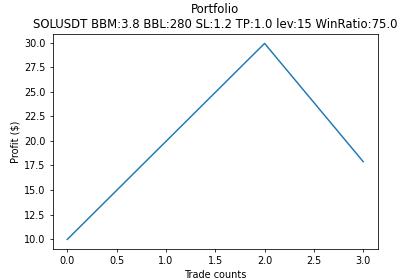 Portfolio
SOLUSDT BBM:3.8 BBL:280 SL:1.2 TP:1.0 lev:15 WinRatio:75.0
30.0
27.5
25.0
22.5
20.0
17.5
15.0
12.5
10.0
Profit ($)
0.0 0.5 1.0 1.5 2.0 2.5 3.0
Trade counts